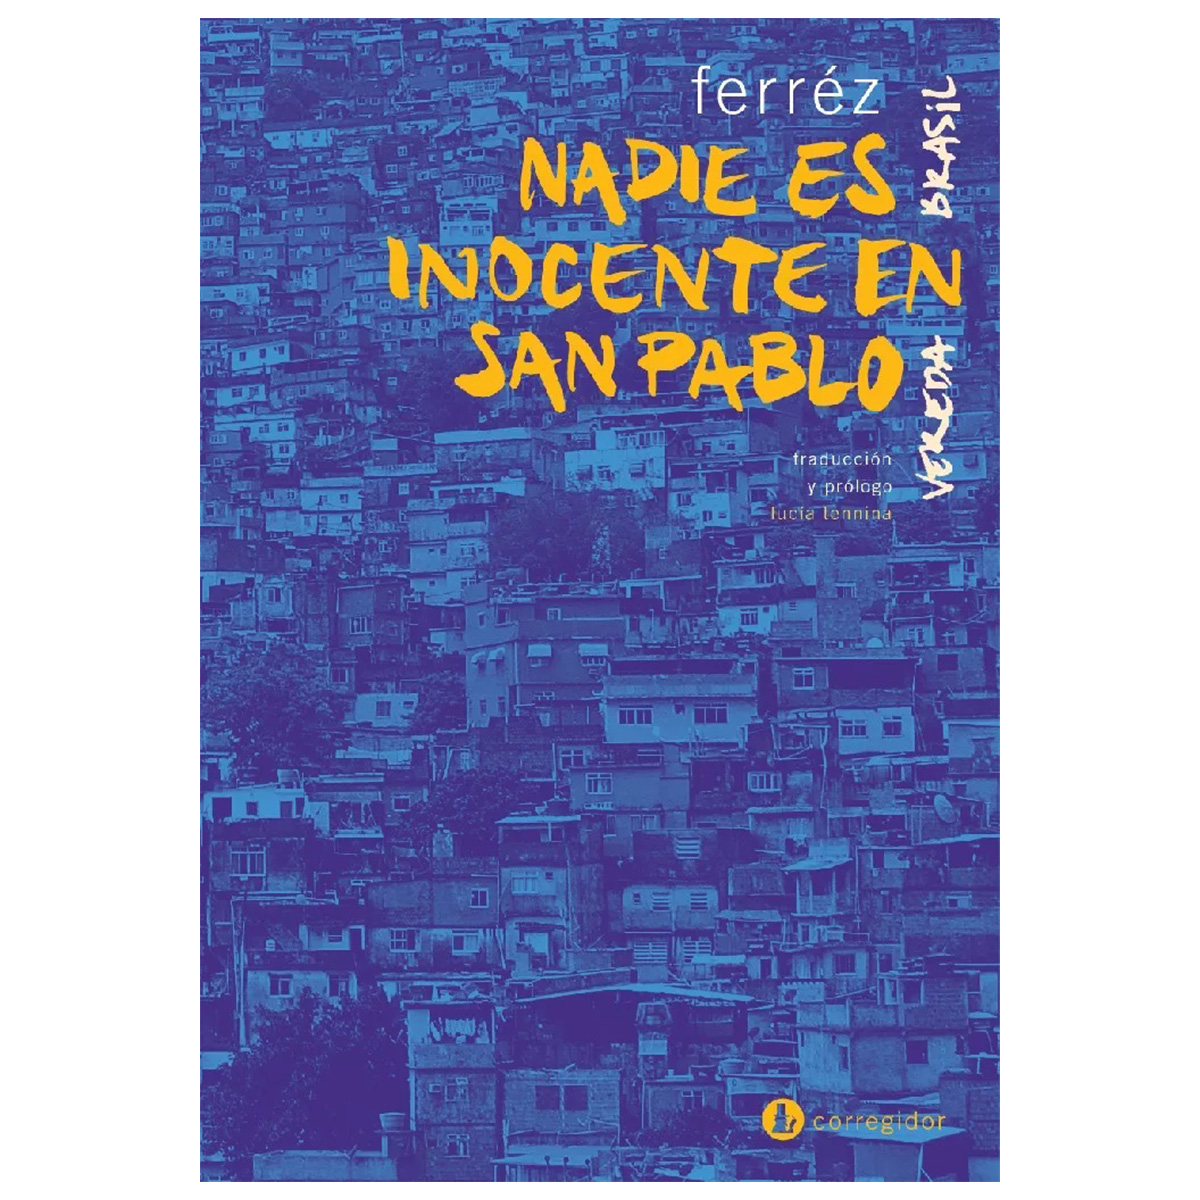 ferréz
NADIE ES
INOCENTE EN
SAN PABLO
VEREDA BRASIL
traducción
y prólogo
lucía tennina
corregidor